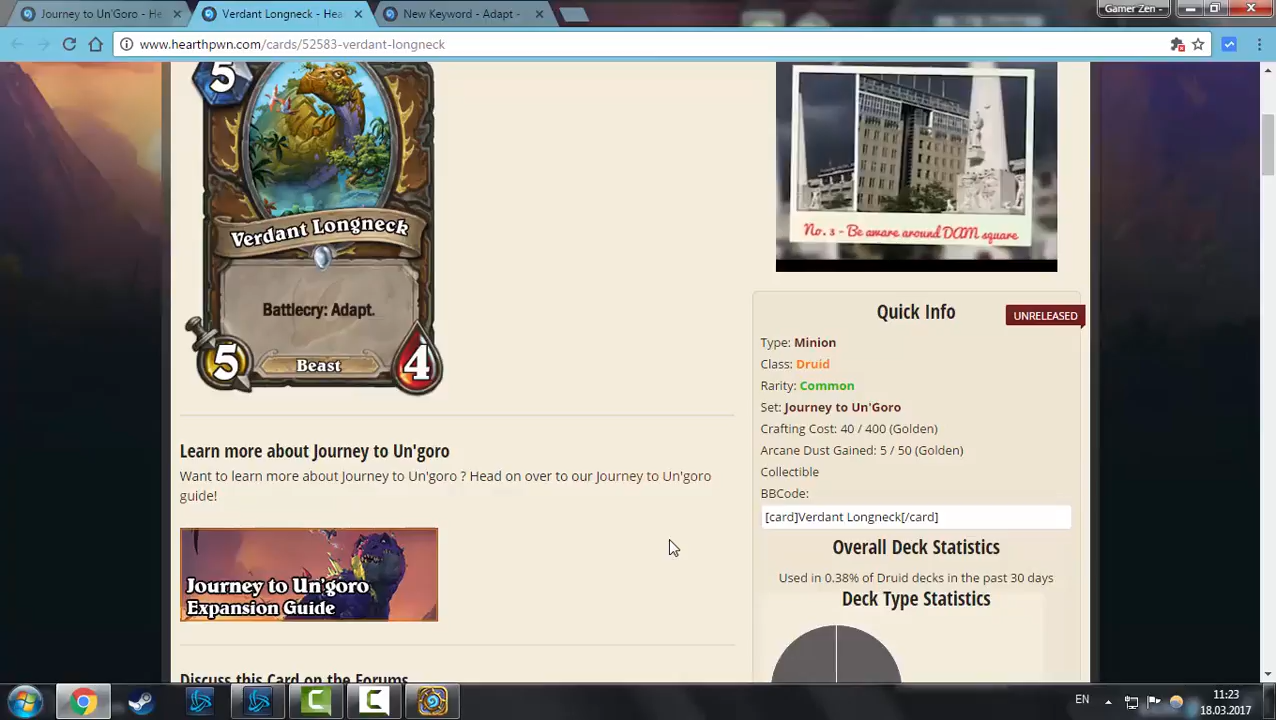 Journey to Un'Goro - He
Verdant Longneck - Hea
New Keyword - Adapt -
Gamer Zen -
www.hearthpwn.com/cards/52583-verdant-longneck
5
Verdant Longneck
Battlecry: Adapt.
5
Beast
4
No. 3 - Be aware around DAM square
Quick Info
UNRELEASED
Type: Minion
Class: Druid
Rarity: Common
Set: Journey to Un'Goro
Crafting Cost: 40 / 400 (Golden)
Arcane Dust Gained: 5 / 50 (Golden)
Collectible
BBCode:
[card]Verdant Longneck[/card]
Overall Deck Statistics
Used in 0.38% of Druid decks in the past 30 days
Deck Type Statistics
Learn more about Journey to Un'goro
Want to learn more about Journey to Un'goro ? Head on over to our Journey to Un'goro
guide!
Journey to Un'goro
Expansion Guide
Discuss this Card on the Forums
EN
11:23
18.03.2017